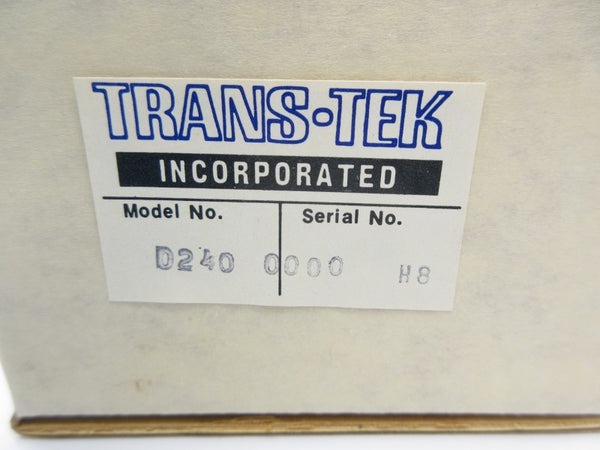 TRANS•TEK
INCORPORATED
Model No. Serial No.
D240 0000 H8